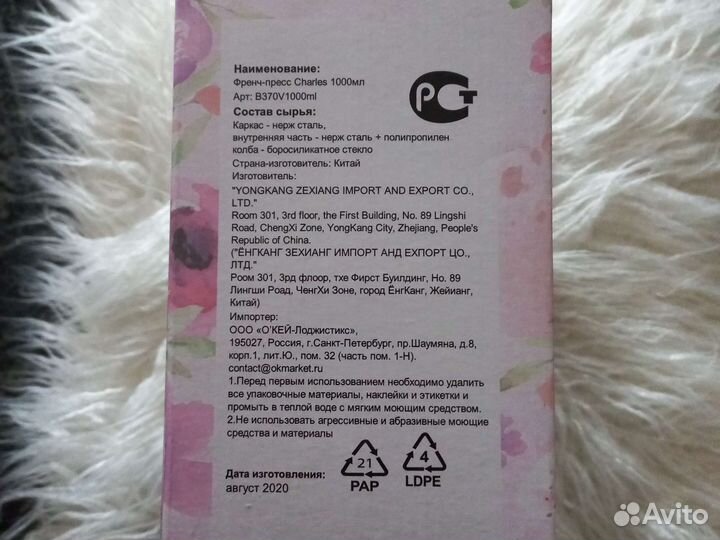 Наименование:
Френч-пресс Charles 1000мл
Арт: B370V1000ml
Состав сырья:
Каркас - нерж сталь,
внутренняя часть - нерж сталь + полипропилен
колба - боросиликатное стекло
Страна-изготовитель: Китай
Изготовитель:
"YONGKANG ZEXIANG IMPORT AND EXPORT CO.,
LTD."
Room 301, 3rd floor, the First Building, No. 89 Lingshi
Road, ChengXi Zone, YongKang City, Zhejiang, People's
Republic of China.
("ЁНГКАНГ ЗЕХИАНГ ИМПОРТ АНД ЕХПОРТ ЦО.,
ЛТД."
Роом 301, 3рд флоор, тхе Фирст Буилдинг, Но. 89
Лингши Роад, ЧенгХи Зоне, город ЁнгКанг, Жейианг,
Китай)
Импортер:
ООО «О'КЕЙ-Лоджистикс»,
195027, Россия, г.Санкт-Петербург, пр.Шаумяна, д.8,
корп.1, лит.Ю., пом. 32 (часть пом. 1-Н).
contact@okmarket.ru
1.Перед первым использованием необходимо удалить
все упаковочные материалы, наклейки и этикетки и
промыть в теплой воде с мягким моющим средством.
2.Не использовать агрессивные и абразивные моющие
средства и материалы
Дата изготовления:
август 2020
21
PAP
4
LDPE
РСТ
Avito